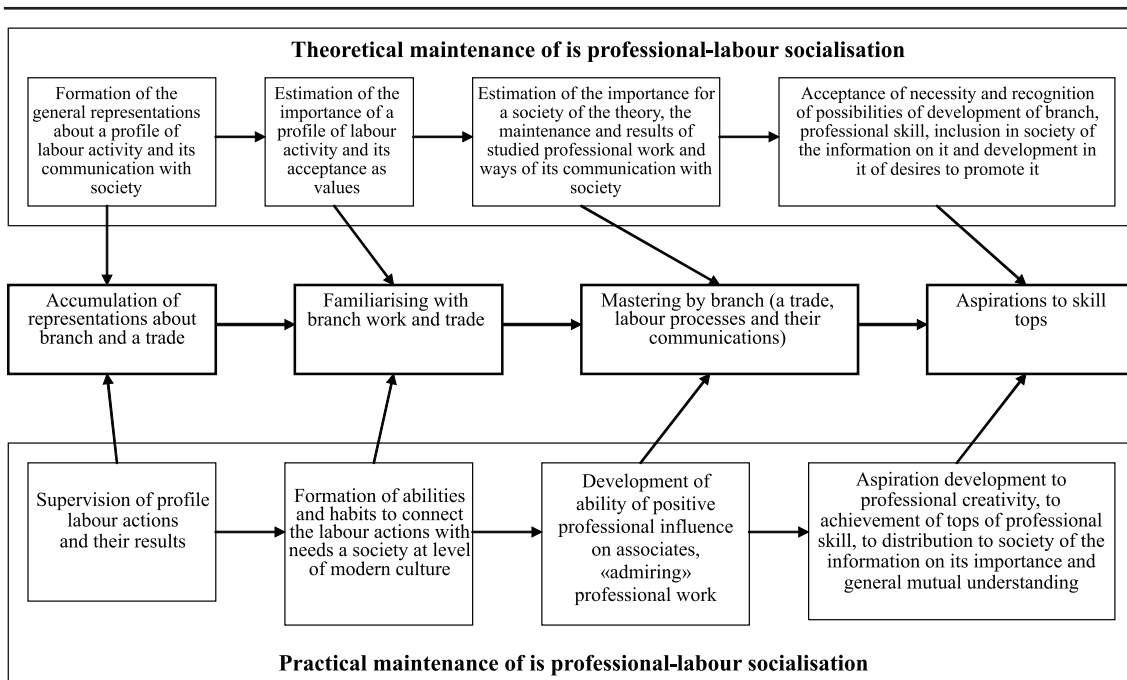 Theoretical maintenance of is professional-labour socialisation
Formation of the
general representations
about a profile of
labour activity and its
communication with
society
Estimation of the
importance of a
profile of labour
activity and its
acceptance as
values
Estimation of the importance for
a society of the theory, the
maintenance and results of
studied professional work and
ways of its communication with
society
Acceptance of necessity and recognition
of possibilities of development of branch,
professional skill, inclusion in society of
the information on it and development in
it of desires to promote it
Accumulation of
representations about
branch and a trade
Familiarising with
branch work and trade
Mastering by branch (a trade,
labour processes and their
communications)
Aspirations to skill
tops
Supervision of profile
labour actions
and their results
Formation of abilities
and habits to connect
the labour actions with
needs a society at level
of modern culture
Development of
ability of positive
professional influence
on associates,
«admiring»
professional work
Aspiration development to
professional creativity, to
achievement of tops of professional
skill, to distribution to society of the
information on its importance and
general mutual understanding
Practical maintenance of is professional-labour socialisation